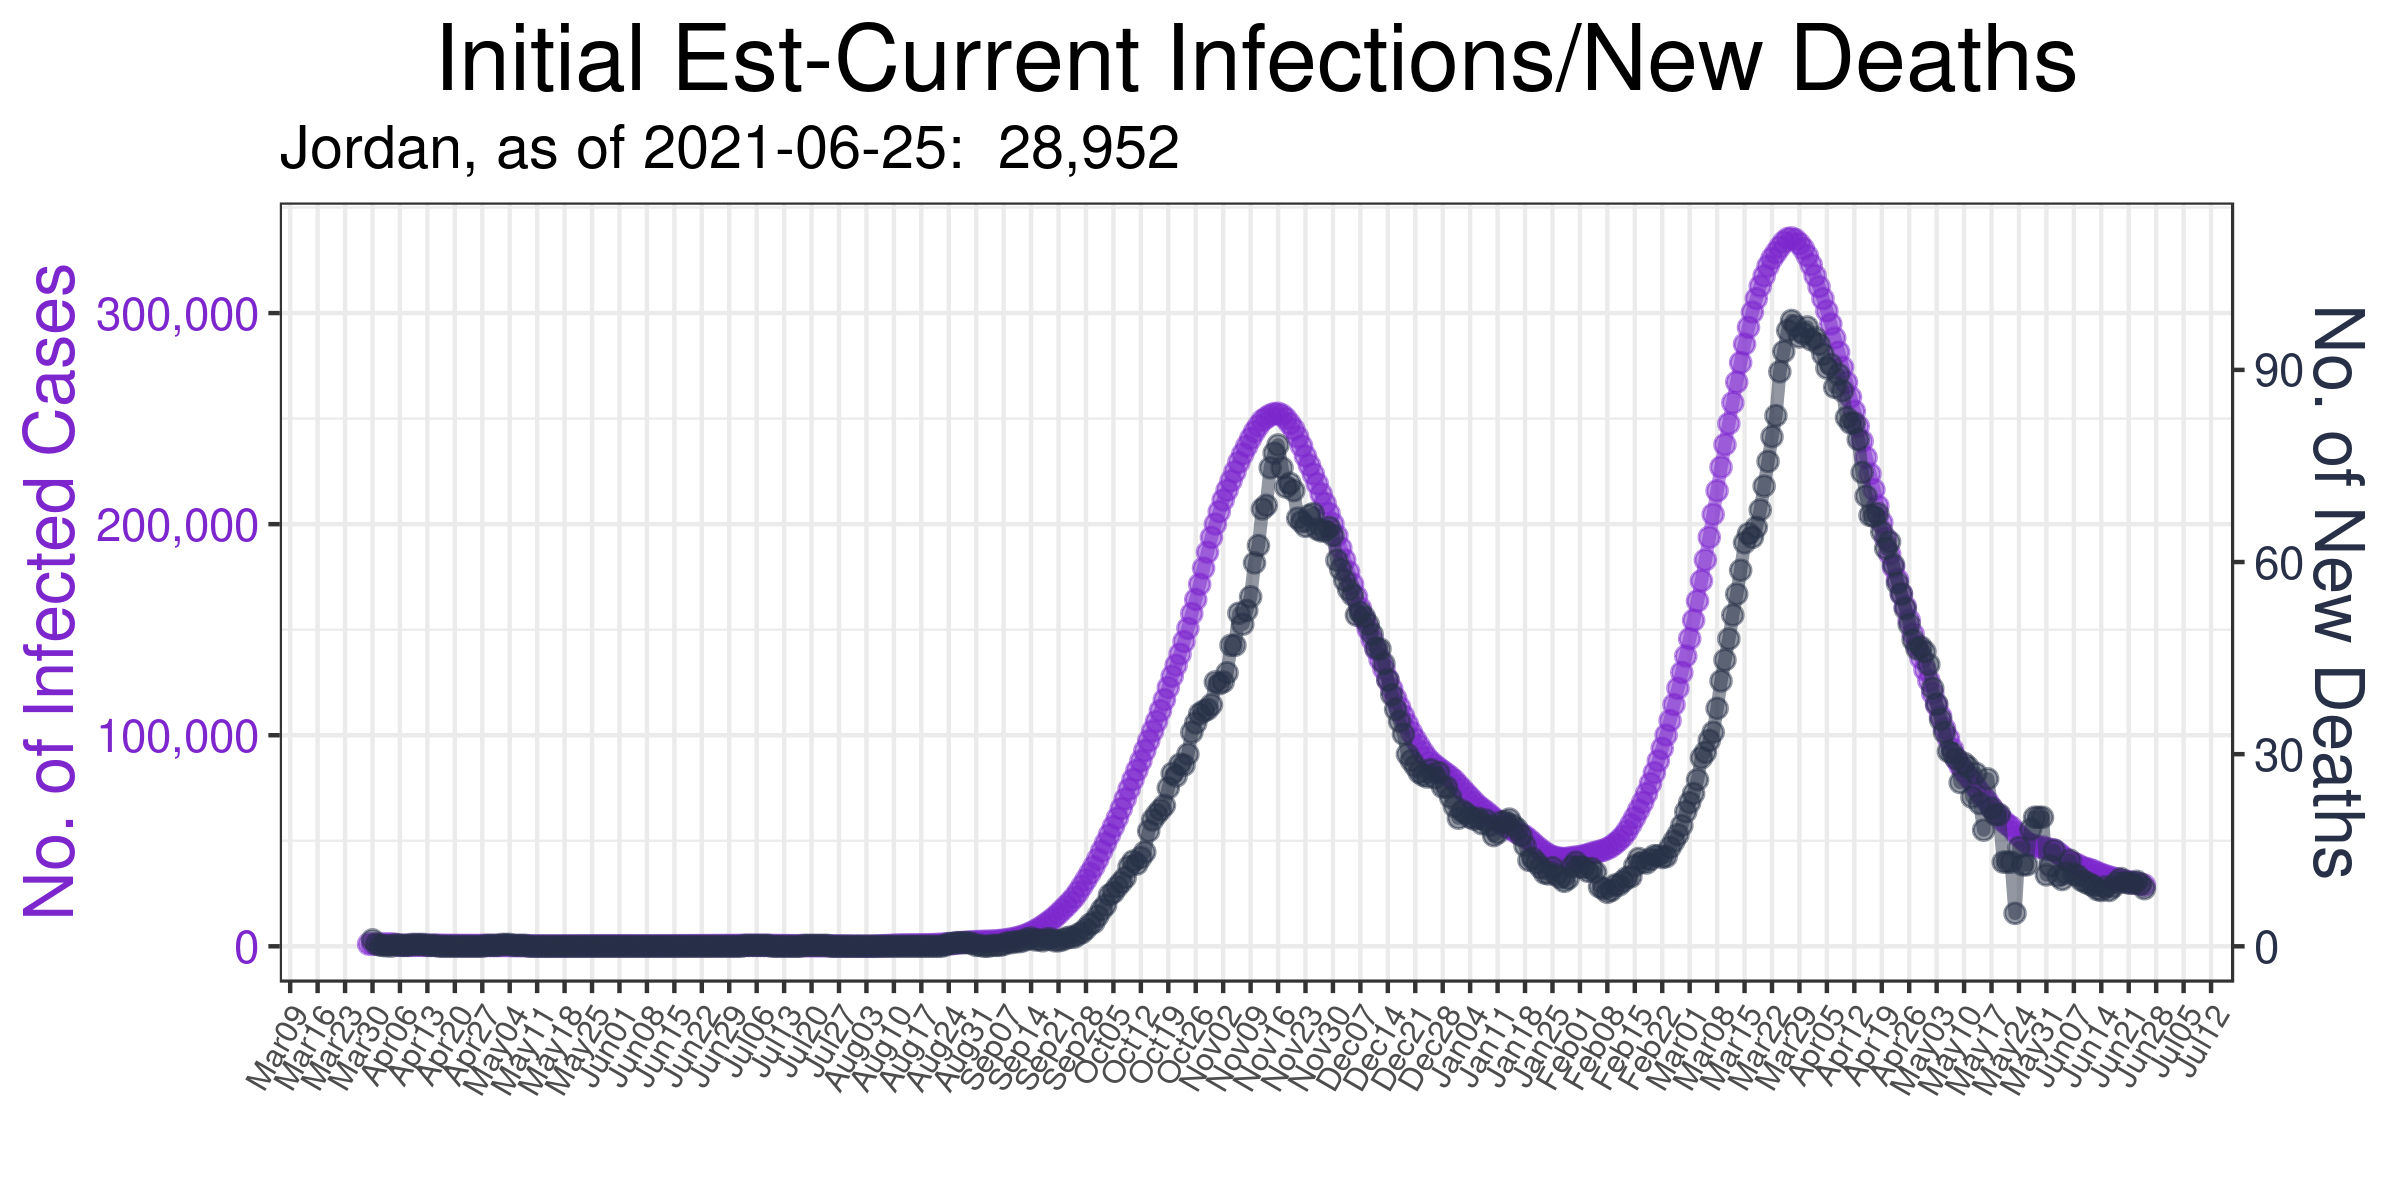 Initial Est-Current Infections/New Deaths
Jordan, as of 2021-06-25: 28,952
No. of Infected Cases
300,000
200,000
100,000
0
90
60
30
0
No. of New Deaths
Mar09
Mar16
Mar23
Mar30
Apr06
Apr13
Apr20
Apr27
May04
May11
May18
May25
Jun01
Jun08
Jun15
Jun22
Jun29
Jul06
Jul13
Jul20
Jul27
Aug03
Aug10
Aug17
Aug24
Aug31
Sep07
Sep14
Sep21
Sep28
Oct05
Oct12
Oct19
Oct26
Nov02
Nov09
Nov16
Nov23
Nov30
Dec07
Dec14
Dec21
Dec28
Jan04
Jan11
Jan18
Jan25
Feb01
Feb08
Feb15
Feb22
Mar01
Mar08
Mar15
Mar22
Mar29
Apr05
Apr12
Apr19
Apr26
May03
May10
May17
May24
May31
Jun07
Jun14
Jun21
Jun28
Jul05
Jul12